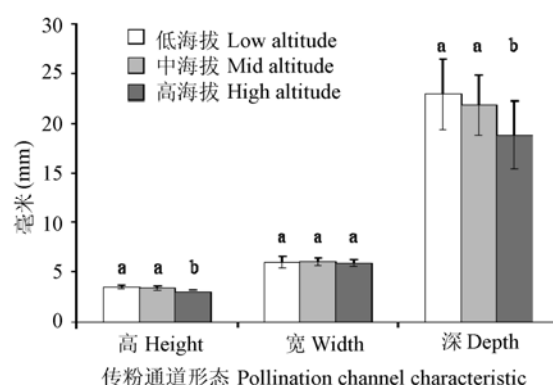 30
25
20
15
10
5
0
毫米 (mm)
低海拔 Low altitude
中海拔 Mid altitude
高海拔 High altitude
a a b
a a a
a a b
高 Height 宽 Width 深 Depth
传粉通道形态 Pollination channel characteristic